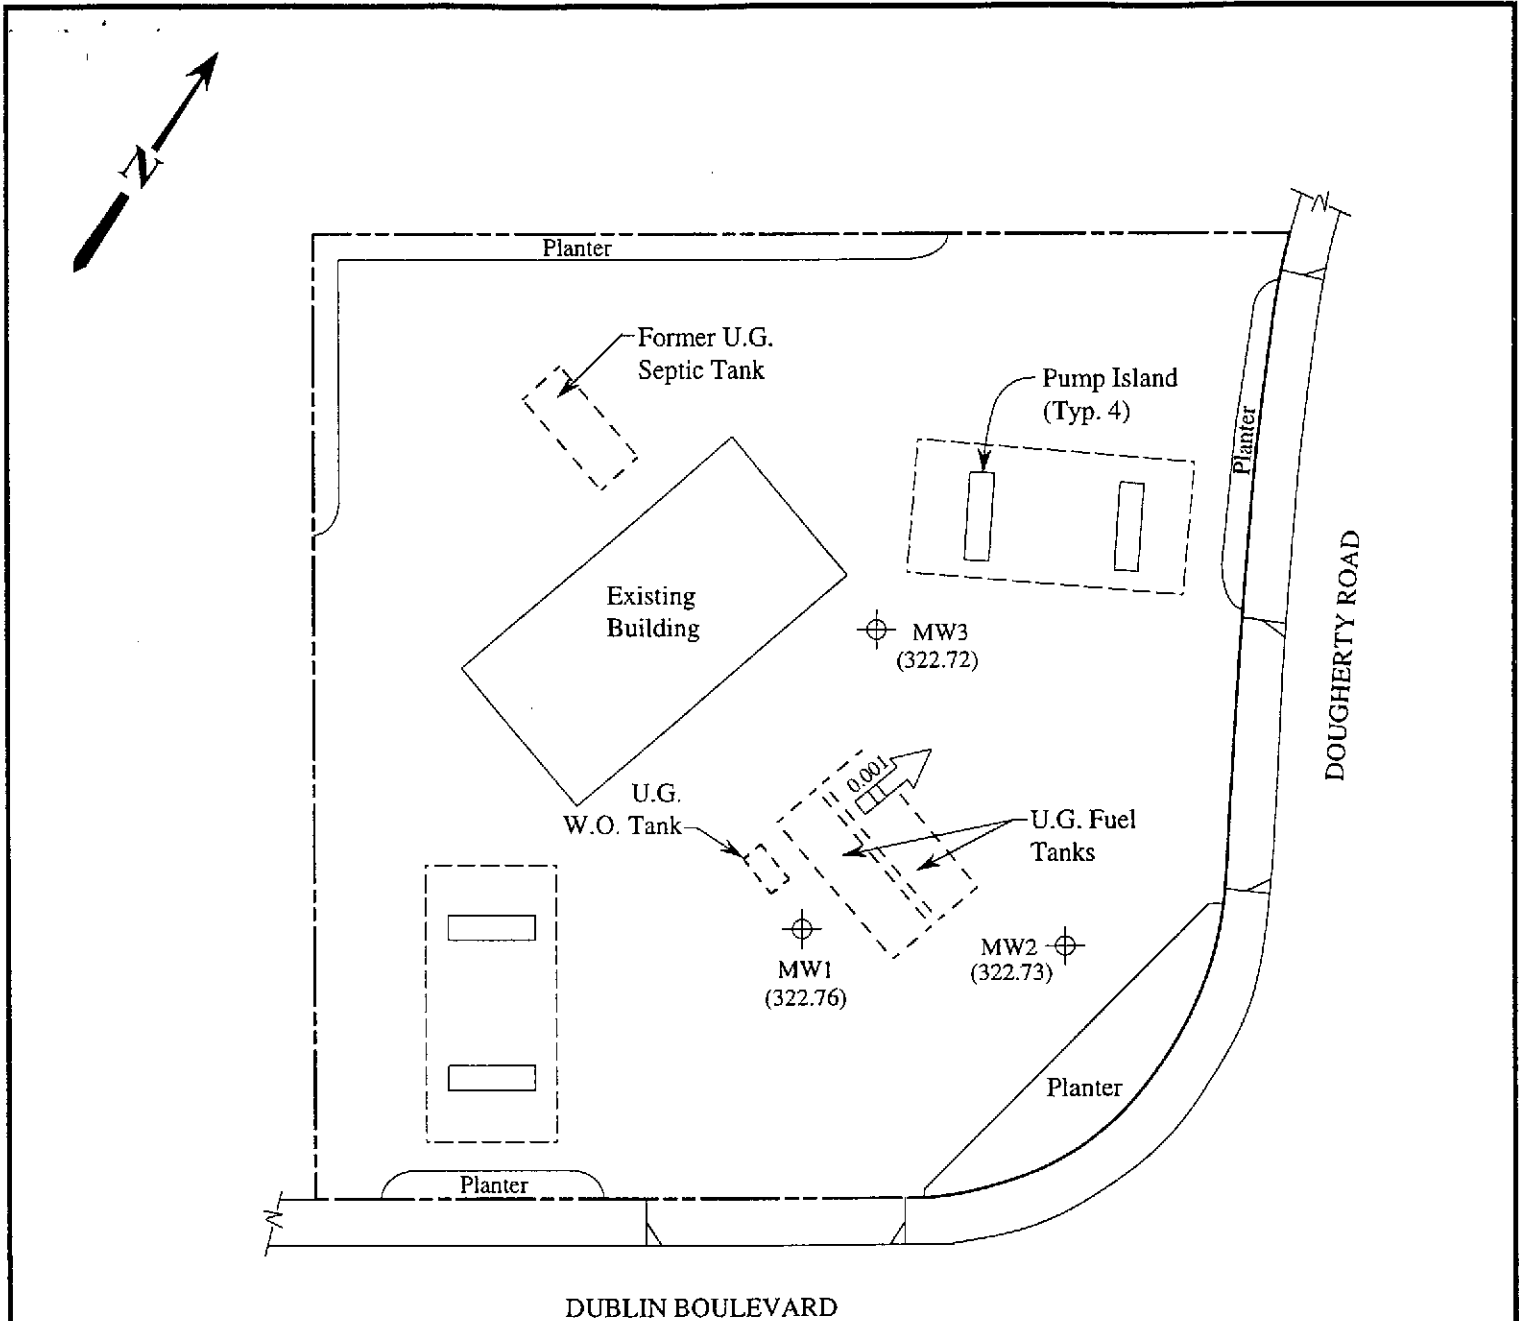 N
Planter
Former U.G.
Septic Tank
Pump Island
(Typ. 4)
Planter
Existing
Building
MW3
(322.72)
DOUGHERTY ROAD
0.001
U.G.
W.O. Tank
U.G. Fuel
Tanks
MW1
(322.76)
MW2
(322.73)
Planter
Planter
DUBLIN BOULEVARD